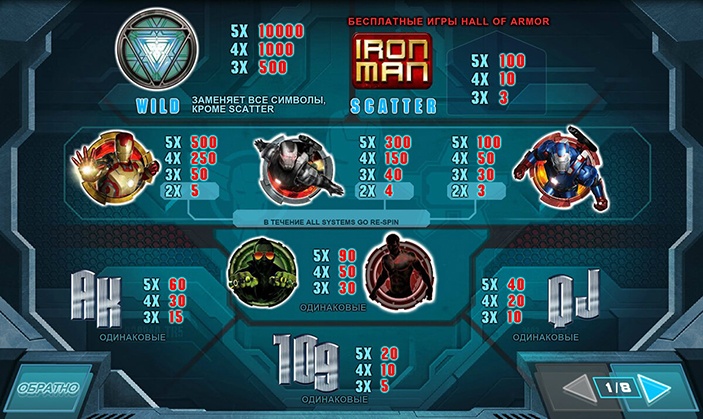 БЕСПЛАТНЫЕ ИГРЫ HALL OF ARMOR
5X 10000
4X 1000
3X 500
IRON
MAN
5X 100
4X 10
3X 3
WILD
ЗАМЕНЯЕТ ВСЕ СИМВОЛЫ,
КРОМЕ SCATTER
SCATTER
5X 500
4X 250
3X 50
2X 5
5X 300
4X 150
3X 40
2X 4
5X 100
4X 50
3X 30
2X 3
В ТЕЧЕНИЕ ALL SYSTEMS GO RE-SPIN
5X 90
4X 50
3X 30
ОДИНАКОВЫЕ
AK
5X 60
4X 30
3X 15
ОДИНАКОВЫЕ
5X 40
4X 20
3X 10
QJ
ОДИНАКОВЫЕ
109
5X 20
4X 10
3X 5
ОДИНАКОВЫЕ
ОБРАТНО
1/8